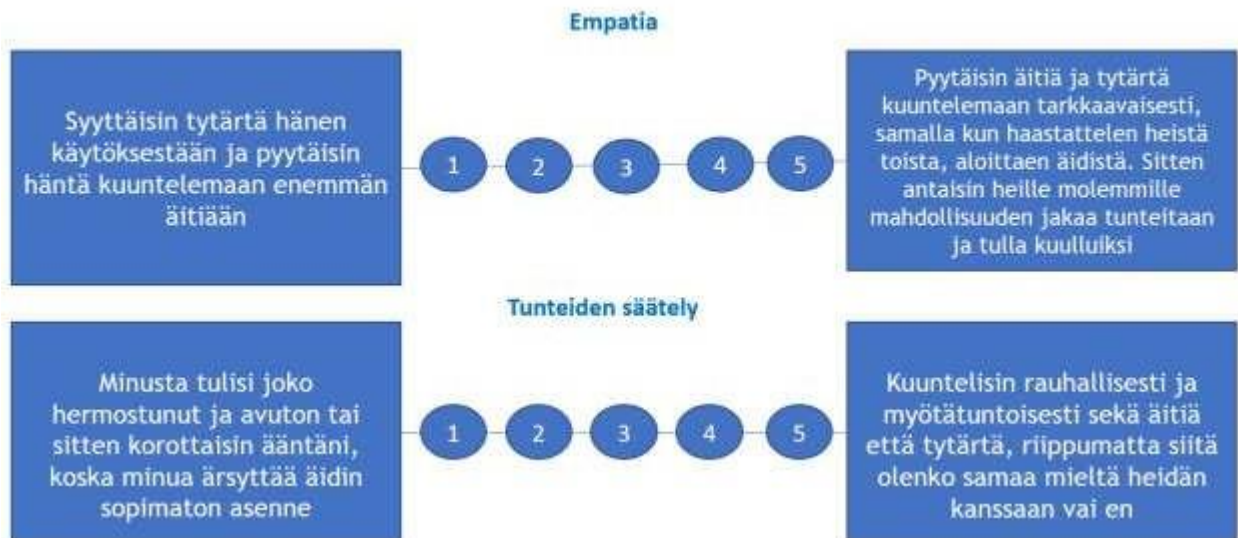 Empatia
Syyttäisin tytärtä hänen
käytöksestään ja pyytäisin
häntä kuuntelemaan enemmän
äitiään
1 2 3 4 5
Pyytäisin äitiä ja tytärtä
kuuntelemaan tarkkaavaisesti,
samalla kun haastattelen heistä
toista, aloittaen äidistä. Sitten
antaisin heille molemmille
mahdollisuuden jakaa tunteitaan
ja tulla kuulluiksi
Tunteiden säätely
Minusta tulisi joko
hermostunut ja avuton tai
sitten korottaisin ääntäni,
koska minua ärsyttää äidin
sopimaton asenne
1 2 3 4 5
Kuuntelisin rauhallisesti ja
myötätuntoisesti sekä äitiä
että tytärtä, riippumatta siitä
olenko samaa mieltä heidän
kanssaan vai en